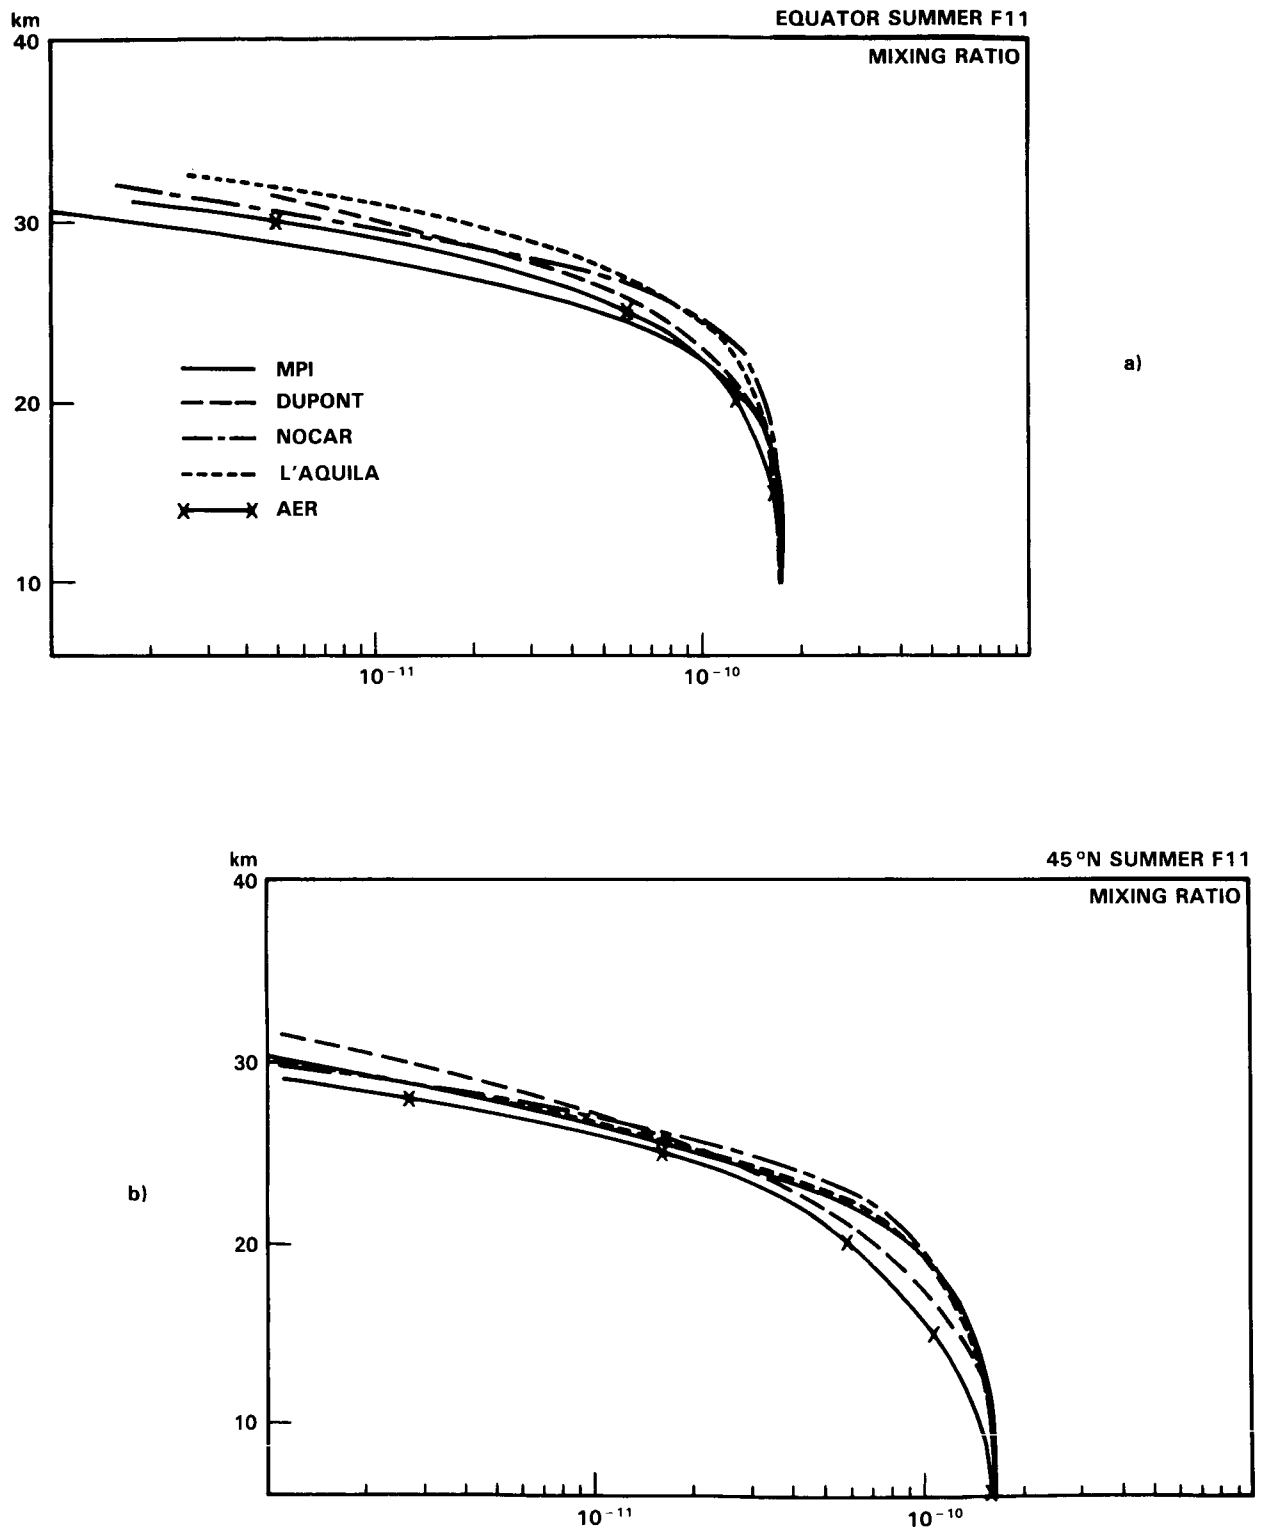 km
EQUATOR SUMMER F11
40
MIXING RATIO
30
a)
MPI
20
DUPONT
NOCAR
L'AQUILA
AER
10
10⁻¹¹
10⁻¹⁰
km
45°N SUMMER F11
40
MIXING RATIO
30
b)
20
10
10⁻¹¹
10⁻¹⁰